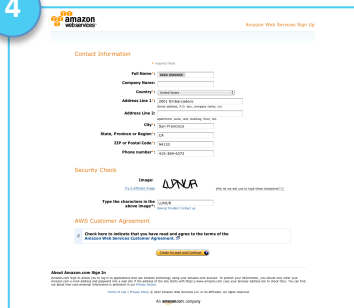 4
amazon
webservices
Amazon Web Services Sign Up
Contact Information
* required fields
Full Name*:
Company Name:
Country*: United States
Address Line 1*: 2001 Embarcadero
Street address, P.O. box, company name, c/o
Address Line 2:
Apartment, suite, unit, building, floor, etc.
City*: San Francisco
State, Province or Region*: CA
ZIP or Postal Code*: 94133
Phone number*: 415-384-0272
Security Check
Image:
Try a different image
Why do we ask you to type these characters?
Type the characters in the
above image*: LJNUR
Having Trouble? Contact us
AWS Customer Agreement
Check here to indicate that you have read and agree to the terms of the
Amazon Web Services Customer Agreement.
Create account and continue
About Amazon.com Sign In
An amazon.com company